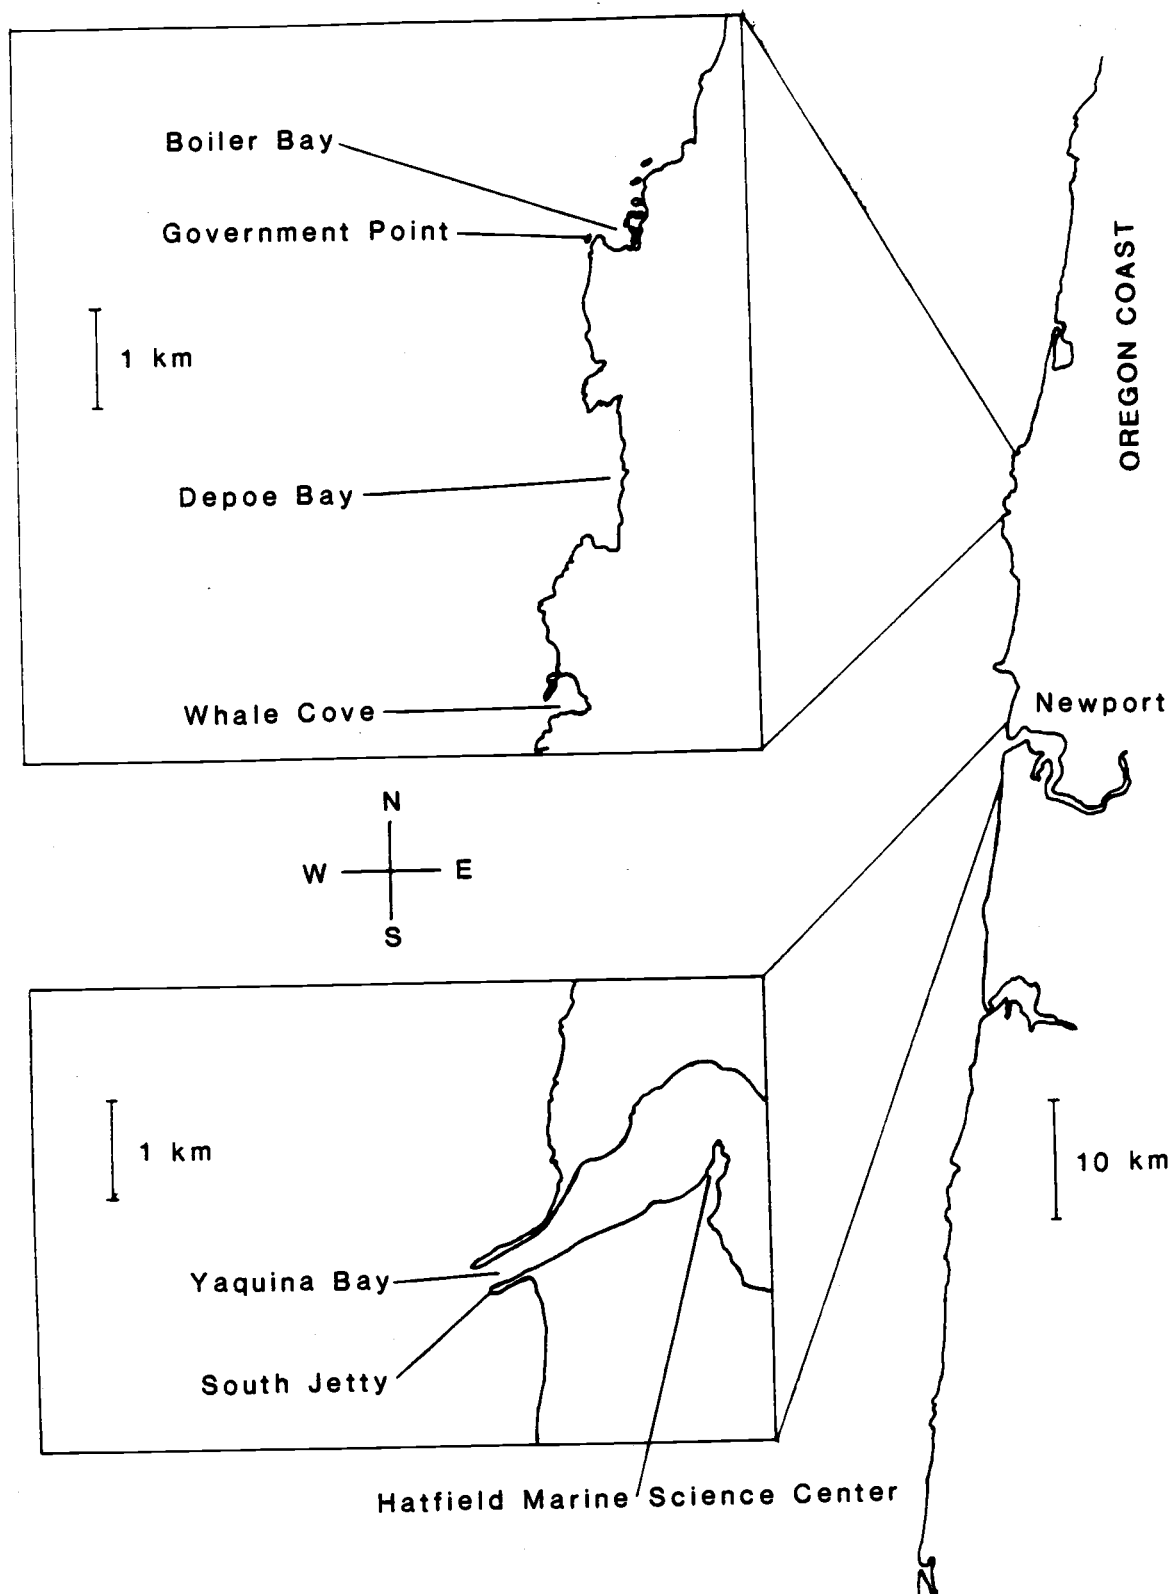 Boiler Bay
Government Point
1 km
Depoe Bay
Whale Cove
OREGON COAST
Newport
N
W E
S
1 km
10 km
Yaquina Bay
South Jetty
Hatfield Marine Science Center